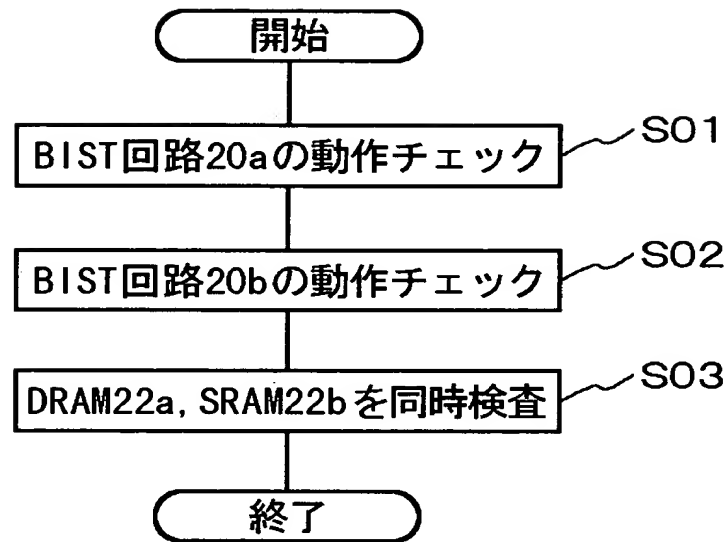 開始
BIST回路20aの動作チェック
S01
BIST回路20bの動作チェック
S02
DRAM22a, SRAM22bを同時検査
S03
終了